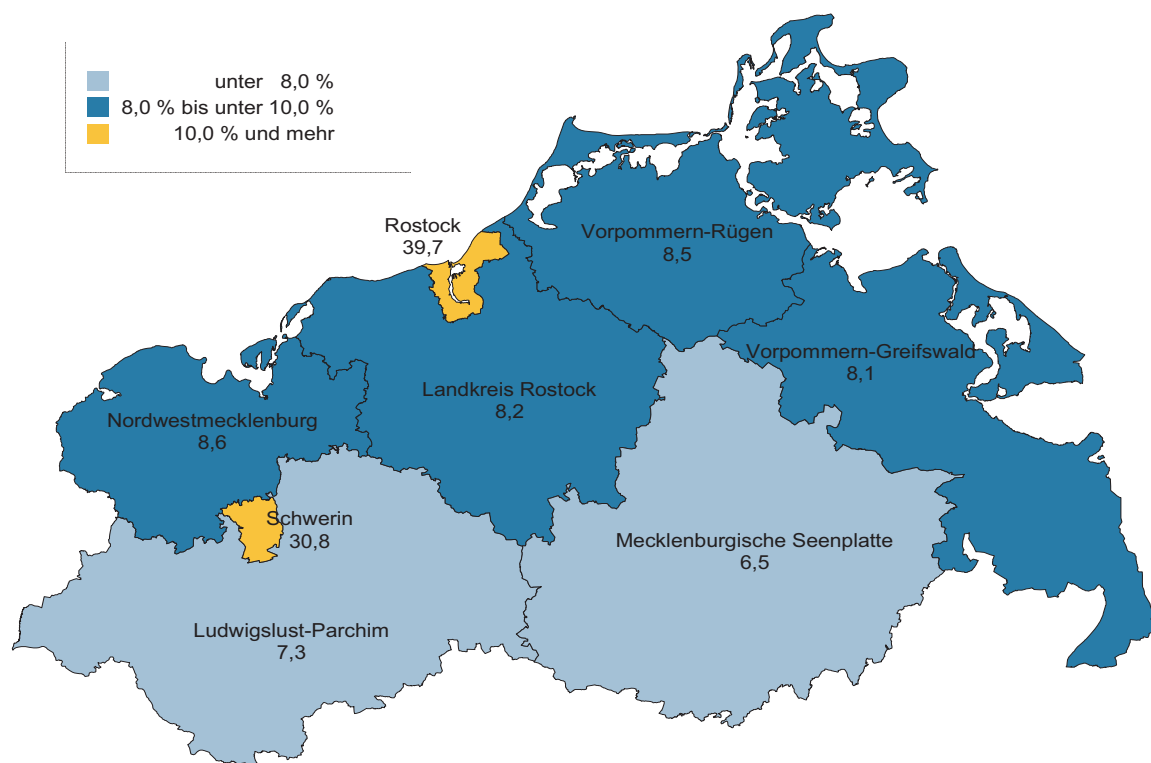 unter 8,0 %
8,0 % bis unter 10,0 %
10,0 % und mehr
Rostock
39,7
Vorpommern-Rügen
8,5
Vorpommern-Greifswald
8,1
Landkreis Rostock
8,2
Nordwestmecklenburg
8,6
Schwerin
30,8
Mecklenburgische Seenplatte
6,5
Ludwigslust-Parchim
7,3